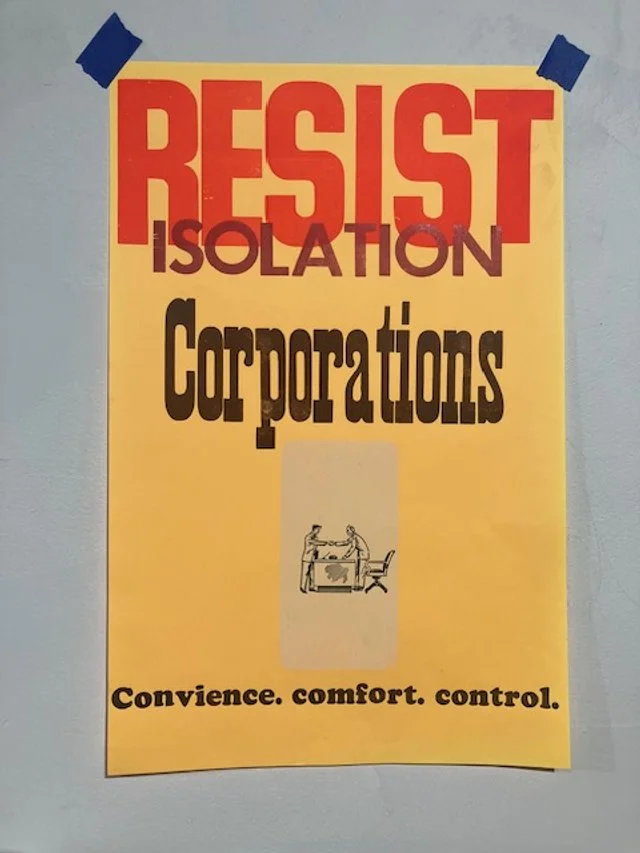 RESIST
ISOLATION
Corporations
Convience. comfort. control.